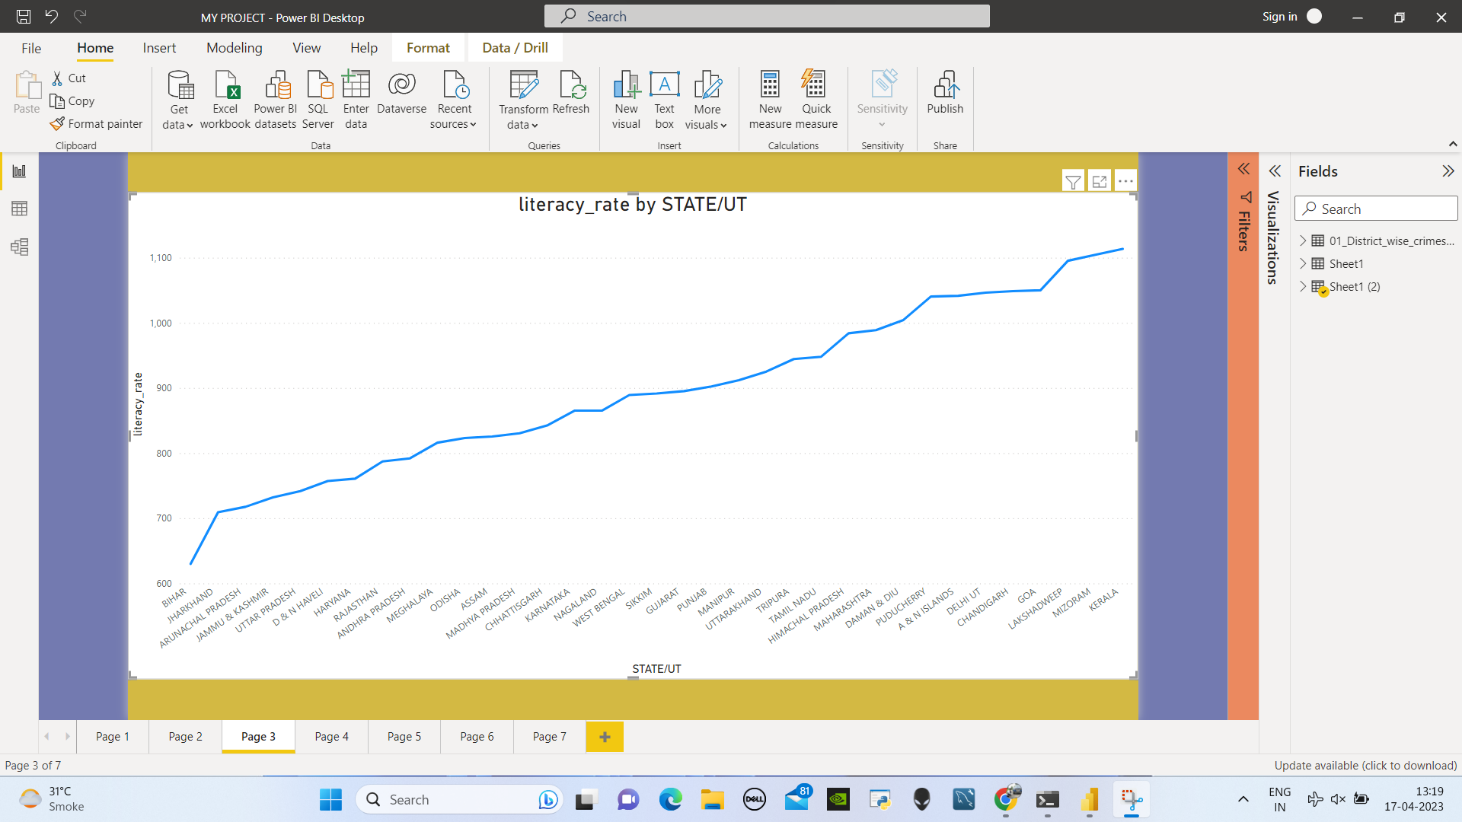 MY PROJECT - Power BI Desktop
Search
Sign in
File
Home
Insert
Modeling
View
Help
Format
Data / Drill
Paste
Cut
Copy
Format painter
Clipboard
Get data
Excel workbook
Power BI datasets
SQL Server
Enter data
Dataverse
Recent sources
Data
Transform data
Refresh
Queries
New visual
Text box
More visuals
Insert
New measure
Quick measure
Calculations
Sensitivity
Sensitivity
Publish
Share
literacy_rate by STATE/UT
literacy_rate
1,100
1,000
900
800
700
600
BIHAR
JHARKHAND
ARUNACHAL PRADESH
JAMMU & KASHMIR
UTTAR PRADESH
D & N HAVELI
HARYANA
RAJASTHAN
ANDHRA PRADESH
MEGHALAYA
ODISHA
ASSAM
MADHYA PRADESH
CHHATTISGARH
KARNATAKA
NAGALAND
WEST BENGAL
SIKKIM
GUJARAT
PUNJAB
MANIPUR
UTTARAKHAND
TRIPURA
TAMIL NADU
HIMACHAL PRADESH
MAHARASHTRA
DAMAN & DIU
PUDUCHERRY
A & N ISLANDS
DELHI UT
CHANDIGARH
GOA
LAKSHADWEEP
MIZORAM
KERALA
STATE/UT
Filters
Visualizations
Fields
Search
01_District_wise_crimes...
Sheet1
Sheet1 (2)
Page 1
Page 2
Page 3
Page 4
Page 5
Page 6
Page 7
Page 3 of 7
Update available (click to download)
31°C
Smoke
Search
DELL
81
ENG
IN
13:19
17-04-2023